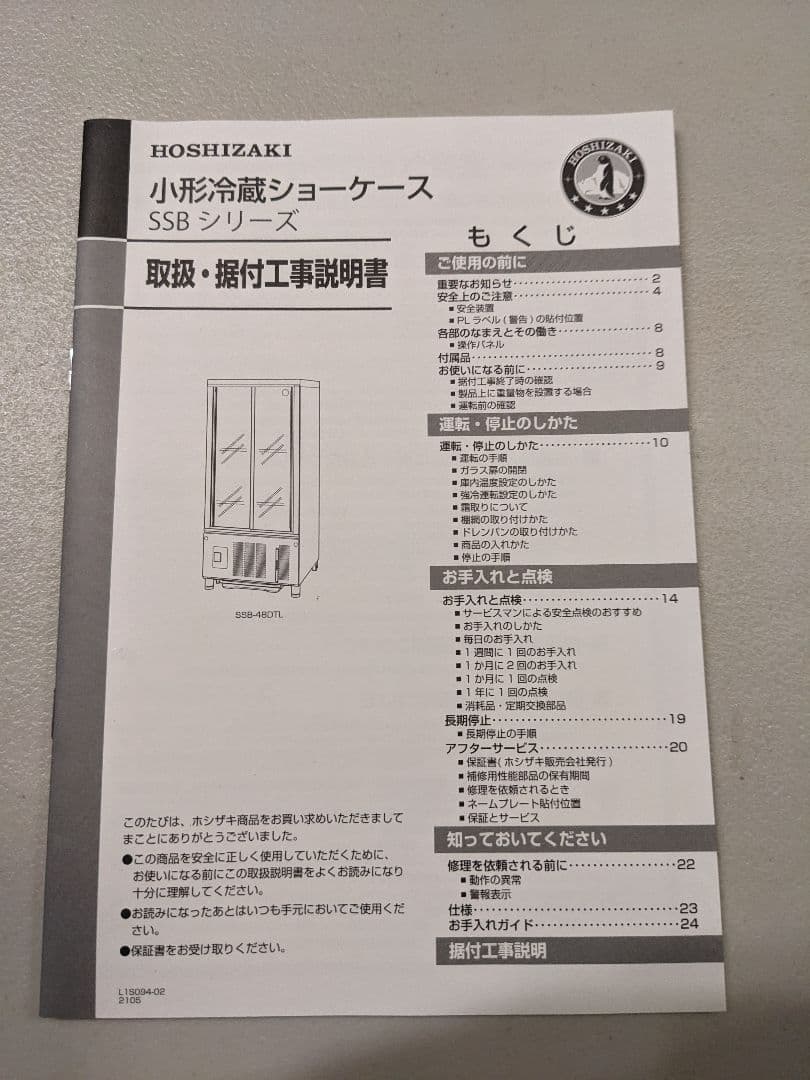 HOSHIZAKI
小形冷蔵ショーケース
SSB シリーズ
取扱・据付工事説明書
SSB-48DTL
このたびは、ホシザキ商品をお買い求めいただきまして
まことにありがとうございました。
●この商品を安全に正しく使用していただくために、
お使いになる前にこの取扱説明書をよくお読みになり
十分に理解してください。
●お読みになったあとはいつも手元においてご使用くだ
さい。
●保証書をお受け取りください。
L1S094-02
2105
HOSHIZAKI
もくじ
ご使用の前に
重要なお知らせ 2
安全上のご注意 4
■ 安全装置
■ PL ラベル ( 警告 ) の貼付位置
各部のなまえとその働き 8
■ 操作パネル
付属品 8
お使いになる前に 9
■ 据付工事終了時の確認
■ 製品上に重量物を設置する場合
■ 運転前の確認
運転・停止のしかた
運転・停止のしかた 10
■ 運転の手順
■ ガラス扉の開閉
■ 庫内温度設定のしかた
■ 強冷運転設定のしかた
■ 霜取りについて
■ 棚網の取り付けかた
■ ドレンパンの取り付けかた
■ 商品の入れかた
■ 停止の手順
お手入れと点検
お手入れと点検 14
■ サービスマンによる安全点検のおすすめ
■ お手入れのしかた
■ 毎日のお手入れ
■ 1 週間に 1 回のお手入れ
■ 1 か月に 2 回のお手入れ
■ 1 か月に 1 回の点検
■ 1 年に 1 回の点検
■ 消耗品・定期交換部品
長期停止 19
■ 長期停止の手順
アフターサービス 20
■ 保証書 ( ホシザキ販売会社発行 )
■ 補修用性能部品の保有期間
■ 修理を依頼されるとき
■ ネームプレート貼付位置
■ 保証とサービス
知っておいてください
修理を依頼される前に 22
■ 動作の異常
■ 警報表示
仕様 23
お手入れガイド 24
据付工事説明